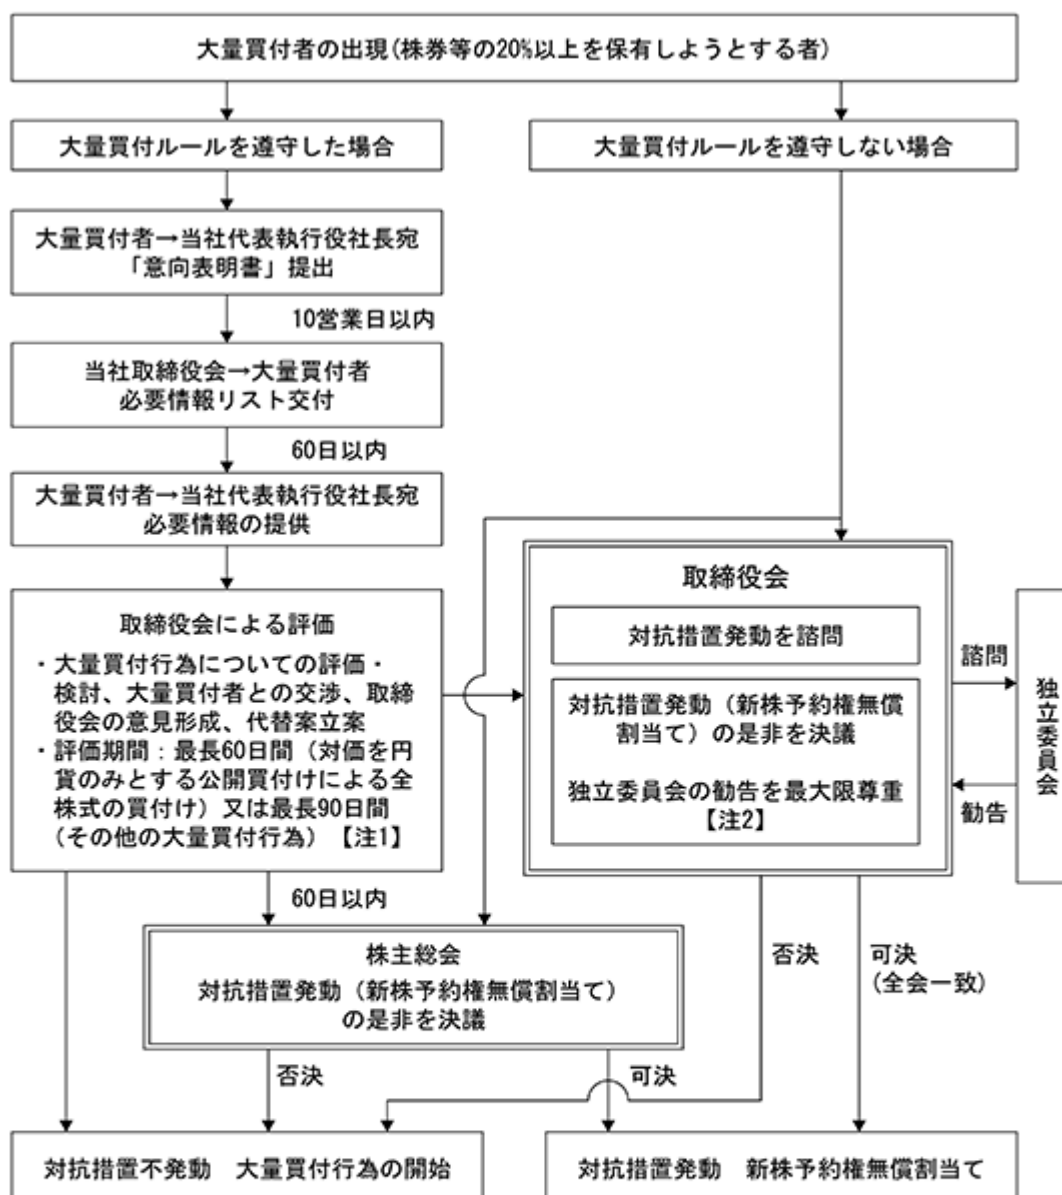 大量買付者の出現(株券等の20%以上を保有しようとする者)
大量買付ルールを遵守した場合
大量買付ルールを遵守しない場合
大量買付者→当社代表執行役社長宛
「意向表明書」提出
10営業日以内
当社取締役会→大量買付者
必要情報リスト交付
60日以内
大量買付者→当社代表執行役社長宛
必要情報の提供
取締役会による評価
・大量買付行為についての評価・
検討、大量買付者との交渉、取締
役会の意見形成、代替案立案
・評価期間：最長60日間（対価を円
貨のみとする公開買付けによる全
株式の買付け）又は最長90日間
（その他の大量買付行為）【注1】
取締役会
対抗措置発動を諮問
対抗措置発動（新株予約権無償
割当て）の是非を決議
独立委員会の勧告を最大限尊重
【注2】
諮問
勧告
独立委員会
60日以内
株主総会
対抗措置発動（新株予約権無償割当て）
の是非を決議
否決
可決
(全会一致)
否決
可決
対抗措置不発動　大量買付行為の開始
対抗措置発動　新株予約権無償割当て